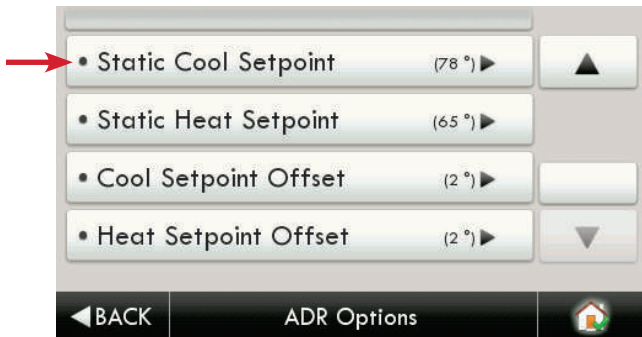 • Static Cool Setpoint (78 °)▶
• Static Heat Setpoint (65 °)▶
• Cool Setpoint Offset (2 °)▶
• Heat Setpoint Offset (2 °)▶
◀BACK ADR Options